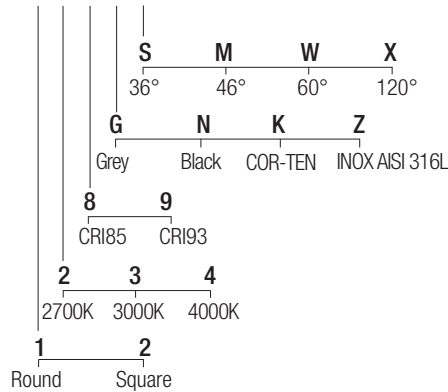 S M W X
36° 46° 60° 120°
G N K Z
Grey Black COR-TEN INOX AISI 316L
8 9
CRI85 CRI93
2 3 4
2700K 3000K 4000K
1 2
Round Square